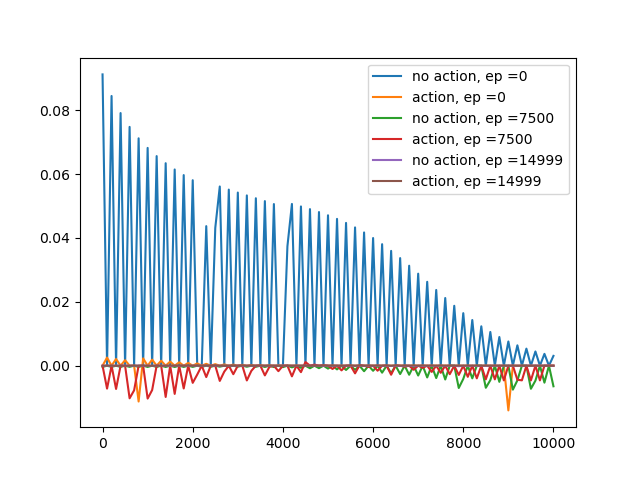 0.08
0.06
0.04
0.02
0.00
0
2000
4000
6000
8000
10000
no action, ep =0
action, ep =0
no action, ep =7500
action, ep =7500
no action, ep =14999
action, ep =14999